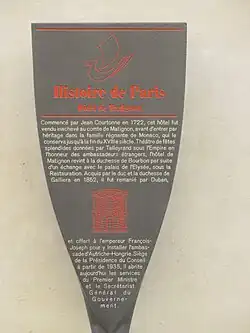 Histoire de Paris
Hôtel de Matignon
Commencé par Jean Courtonne en 1722, cet hôtel fut
vendu inachevé au comte de Matignon, avant d'entrer par
héritage dans la famille régnante de Monaco, qui le
conserva jusqu'à la fin du XVIIIe siècle. Théâtre de fêtes
splendides données par Talleyrand sous l'Empire en
l'honneur des ambassadeurs étrangers, l'hôtel de
Matignon revint à la duchesse de Bourbon par suite
d'un échange avec le palais de l'Elysée, sous la
Restauration. Acquis par le duc et la duchesse de
Galliera en 1852, il fut remanié par Duban,
et offert à l'empereur François-
Joseph pour y installer l'ambas-
sade d'Autriche-Hongrie. Siège
de la Présidence du Conseil
à partir de 1935, il abrite
aujourd'hui les services
du Premier Ministre
et le Secrétariat
Général du
Gouverne-
ment.